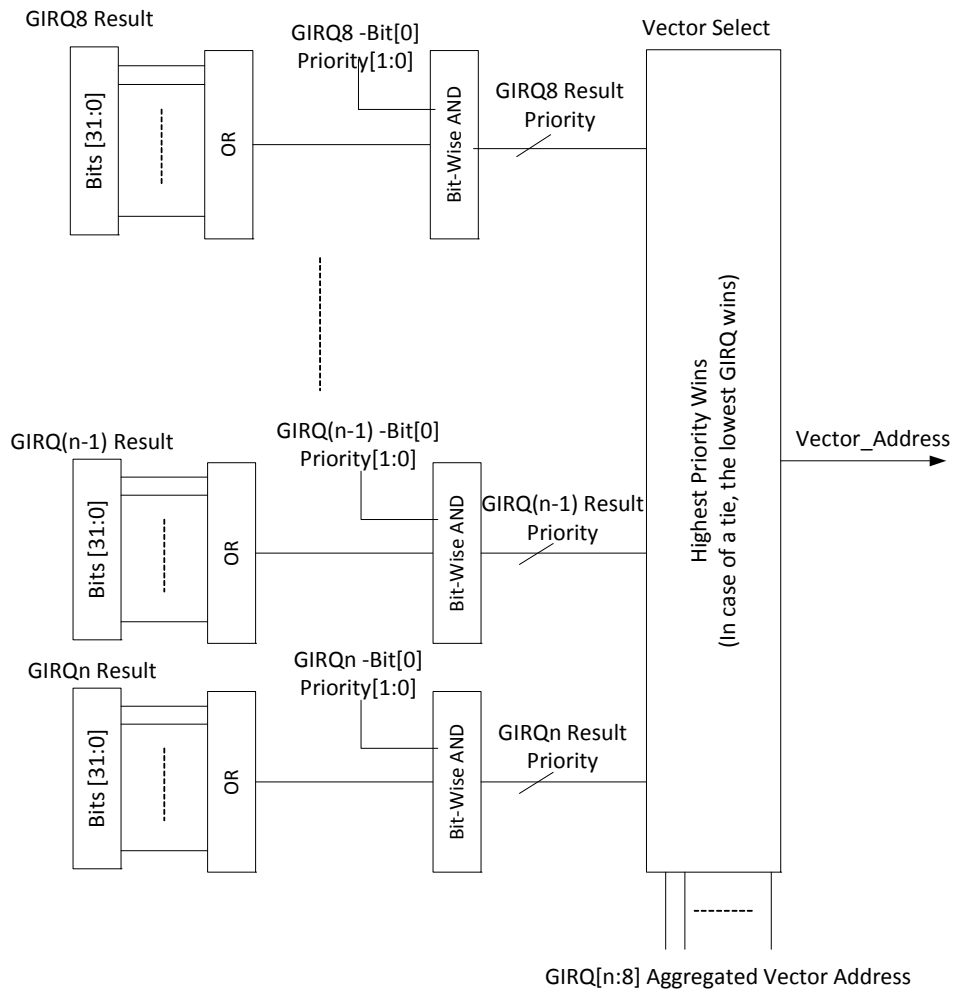 GIRQ8 Result
Bits [31:0]
OR
GIRQ8 -Bit[0]
Priority[1:0]
Bit-Wise AND
GIRQ8 Result
Priority
Vector Select
Highest Priority Wins
(In case of a tie, the lowest GIRQ wins)
Vector_Address
GIRQ(n-1) Result
Bits [31:0]
OR
GIRQ(n-1) -Bit[0]
Priority[1:0]
Bit-Wise AND
GIRQ(n-1) Result
Priority
GIRQn Result
Bits [31:0]
OR
GIRQn -Bit[0]
Priority[1:0]
Bit-Wise AND
GIRQn Result
Priority
GIRQ[n:8] Aggregated Vector Address